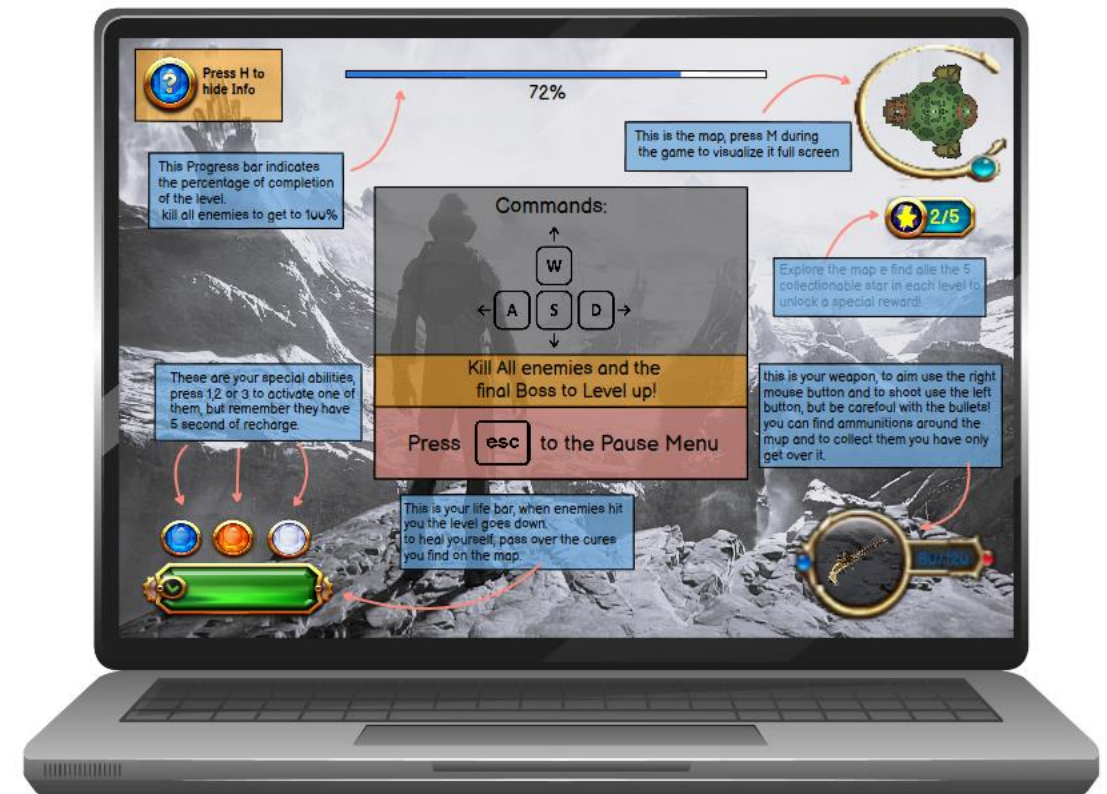 Press H to
hide Info
72%
This is the map, press M during
the game to visualize it full screen
This Progress bar indicates
the percentage of completion
of the level.
kill all enemies to get to 100%
2/5
Commands:
W
A S D
Explore the map e find alle the 5
collectionable star in each level to
unlock a special reward!
Kill All enemies and the
final Boss to Level up!
Press esc to the Pause Menu
These are your special abilities,
press 1,2 or 3 to activate one of
them, but remember they have
5 second of recharge.
this is your weapon, to aim use the right
mouse button and to shoot use the left
button, but be carefoul with the bullets!
you can find ammunitions around the
mup and to collect them you have only
get over it.
This is your life bar, when enemies hit
you the level goes down.
to heal yourself, pass over the cures
you find on the map.